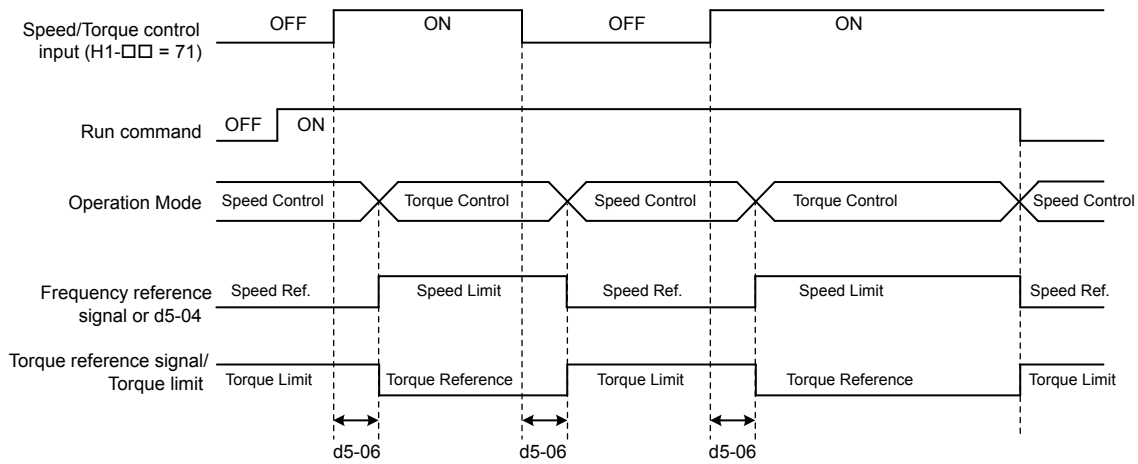 Speed/Torque control
input (H1-□□ = 71)
OFF ON OFF ON
Run command
OFF ON
Operation Mode
Speed Control Torque Control Speed Control Torque Control Speed Control
Frequency reference
signal or d5-04
Speed Ref. Speed Limit Speed Ref. Speed Limit Speed Ref.
Torque reference signal/
Torque limit
Torque Limit Torque Reference Torque Limit Torque Reference Torque Limit
d5-06 d5-06 d5-06